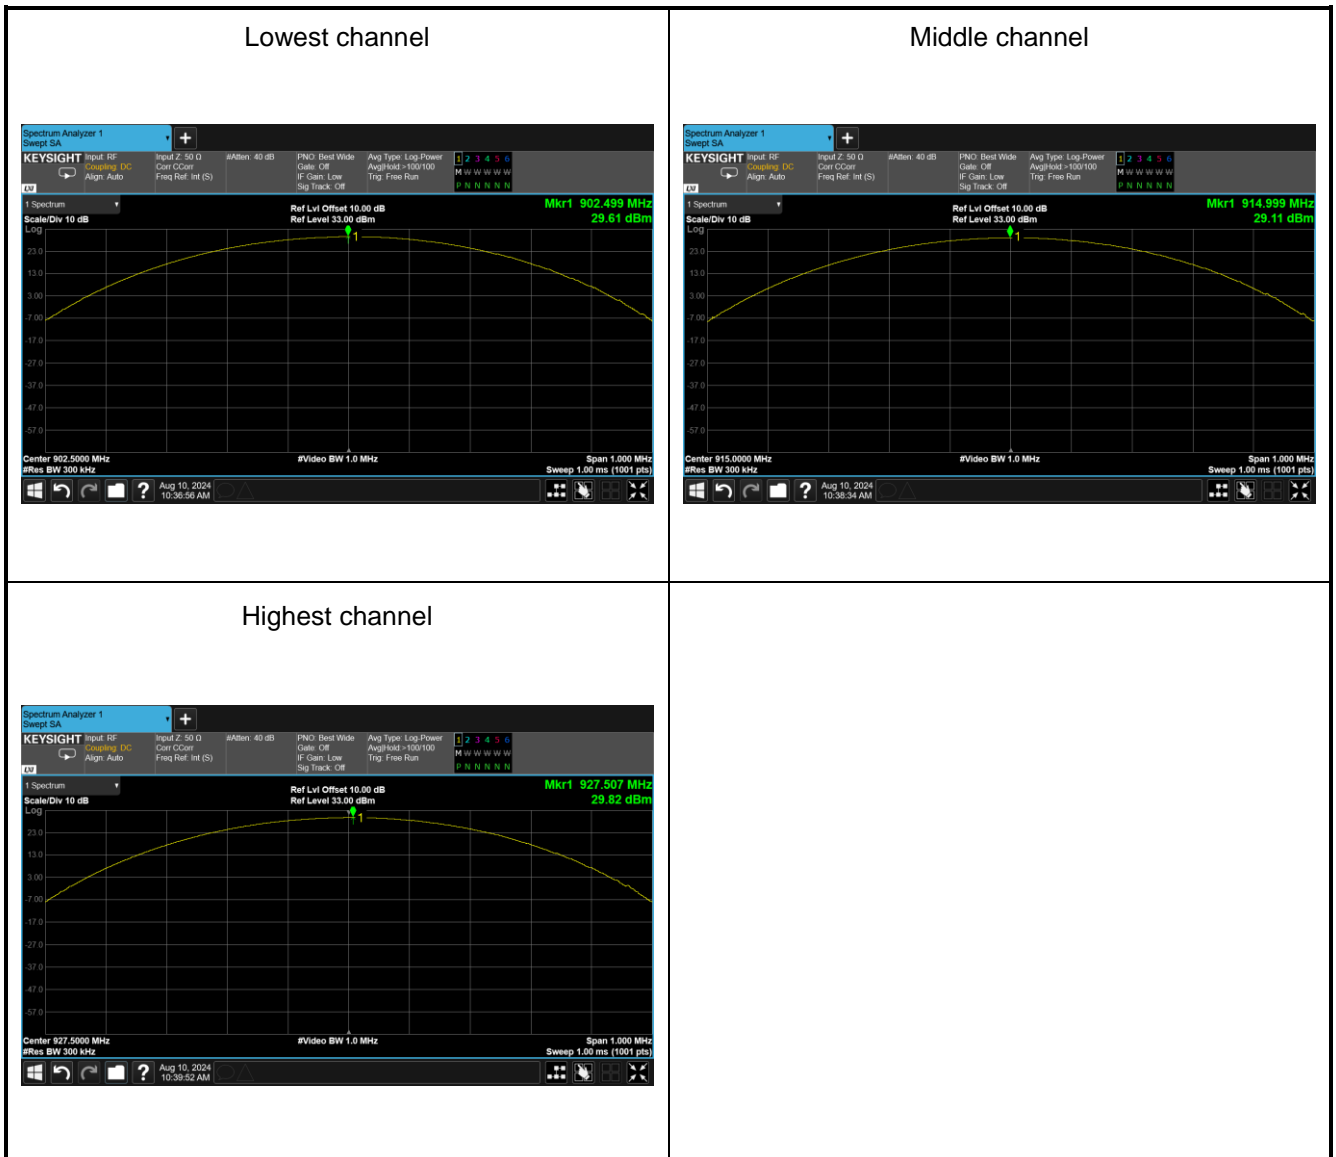 Lowest channel
Spectrum Analyzer 1
Swept SA
+
KEYSIGHT
Input: RF
Coupling: DC
Align: Auto
Input Z: 50 Ω
Corr CCorr
Freq Ref: Int (S)
#Atten: 40 dB
PNO: Best Wide
Gate: Off
IF Gain: Low
Sig Track: Off
Avg Type: Log-Power
Avg|Hold:>100/100
Trig: Free Run
1 2 3 4 5 6
M W W W W W
P N N N N N
LXI
1 Spectrum
Scale/Div 10 dB
Log
Ref Lvl Offset 10.00 dB
Ref Level 33.00 dBm
Mkr1 902.499 MHz
29.61 dBm
1
23.0
13.0
3.00
-7.00
-17.0
-27.0
-37.0
-47.0
-57.0
Center 902.5000 MHz
#Res BW 300 kHz
#Video BW 1.0 MHz
Span 1.000 MHz
Sweep 1.00 ms (1001 pts)
?
Aug 10, 2024
10:36:56 AM
Middle channel
Spectrum Analyzer 1
Swept SA
+
KEYSIGHT
Input: RF
Coupling: DC
Align: Auto
Input Z: 50 Ω
Corr CCorr
Freq Ref: Int (S)
#Atten: 40 dB
PNO: Best Wide
Gate: Off
IF Gain: Low
Sig Track: Off
Avg Type: Log-Power
Avg|Hold:>100/100
Trig: Free Run
1 2 3 4 5 6
M W W W W W
P N N N N N
LXI
1 Spectrum
Scale/Div 10 dB
Log
Ref Lvl Offset 10.00 dB
Ref Level 33.00 dBm
Mkr1 914.999 MHz
29.11 dBm
1
23.0
13.0
3.00
-7.00
-17.0
-27.0
-37.0
-47.0
-57.0
Center 915.0000 MHz
#Res BW 300 kHz
#Video BW 1.0 MHz
Span 1.000 MHz
Sweep 1.00 ms (1001 pts)
?
Aug 10, 2024
10:38:34 AM
Highest channel
Spectrum Analyzer 1
Swept SA
+
KEYSIGHT
Input: RF
Coupling: DC
Align: Auto
Input Z: 50 Ω
Corr CCorr
Freq Ref: Int (S)
#Atten: 40 dB
PNO: Best Wide
Gate: Off
IF Gain: Low
Sig Track: Off
Avg Type: Log-Power
Avg|Hold:>100/100
Trig: Free Run
1 2 3 4 5 6
M W W W W W
P N N N N N
LXI
1 Spectrum
Scale/Div 10 dB
Log
Ref Lvl Offset 10.00 dB
Ref Level 33.00 dBm
Mkr1 927.507 MHz
29.82 dBm
1
23.0
13.0
3.00
-7.00
-17.0
-27.0
-37.0
-47.0
-57.0
Center 927.5000 MHz
#Res BW 300 kHz
#Video BW 1.0 MHz
Span 1.000 MHz
Sweep 1.00 ms (1001 pts)
?
Aug 10, 2024
10:39:52 AM